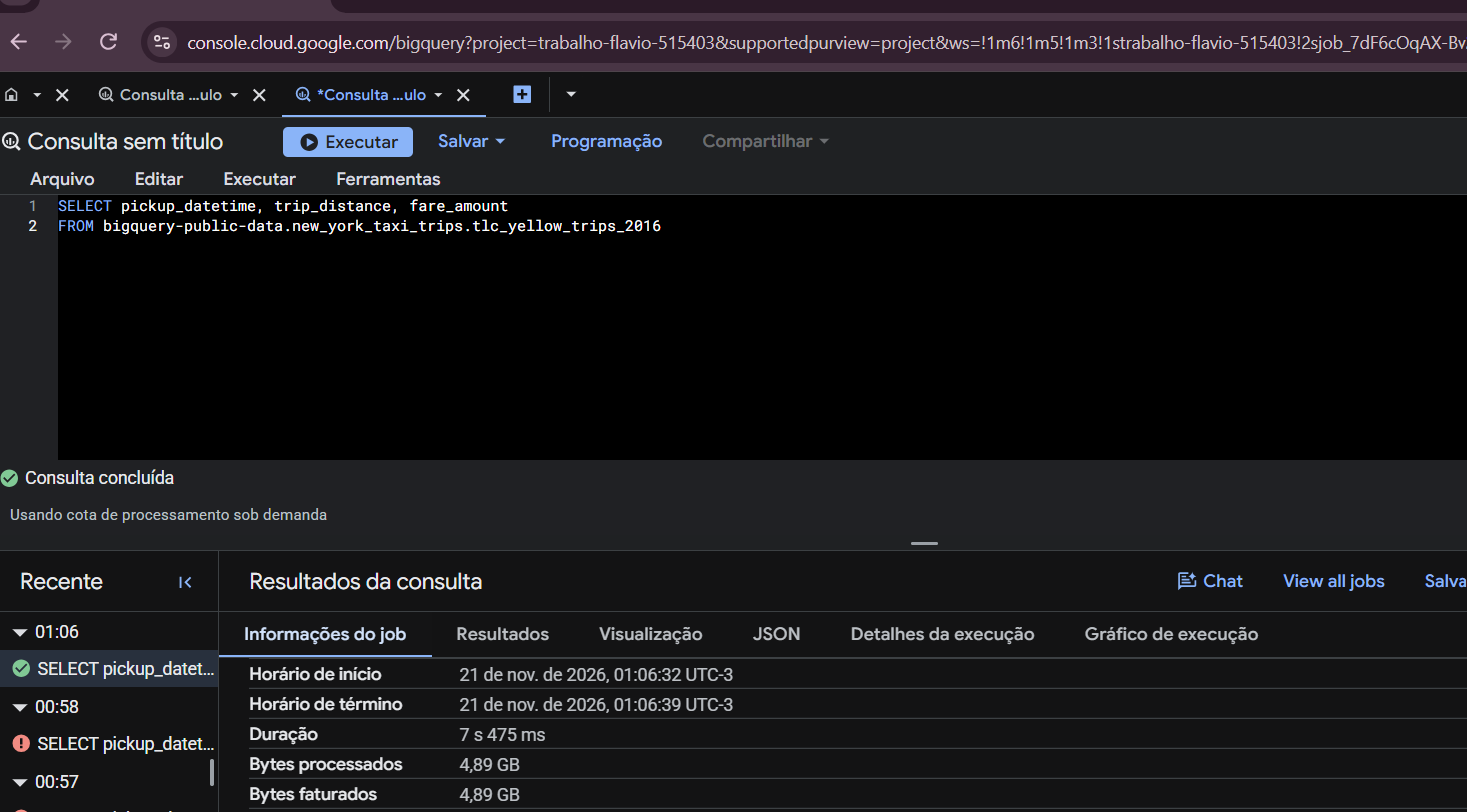 console.cloud.google.com/bigquery?project=trabalho-flavio-515403&supportedpurview=project&ws=!1m6!1m5!1m3!1strabalho-flavio-515403!2sjob_7dF6cOqAX-Bv
Consulta ...ulo *Consulta ...ulo
Consulta sem título Executar Salvar Programação Compartilhar
Arquivo Editar Executar Ferramentas
1 SELECT pickup_datetime, trip_distance, fare_amount
2 FROM bigquery-public-data.new_york_taxi_trips.tlc_yellow_trips_2016
Consulta concluída
Usando cota de processamento sob demanda
Recente Resultados da consulta Chat View all jobs Salva
01:06 Informações do job Resultados Visualização JSON Detalhes da execução Gráfico de execução
SELECT pickup_datet... Horário de início 21 de nov. de 2026, 01:06:32 UTC-3
00:58 Horário de término 21 de nov. de 2026, 01:06:39 UTC-3
SELECT pickup_datet... Duração 7 s 475 ms
00:57 Bytes processados 4,89 GB
Bytes faturados 4,89 GB